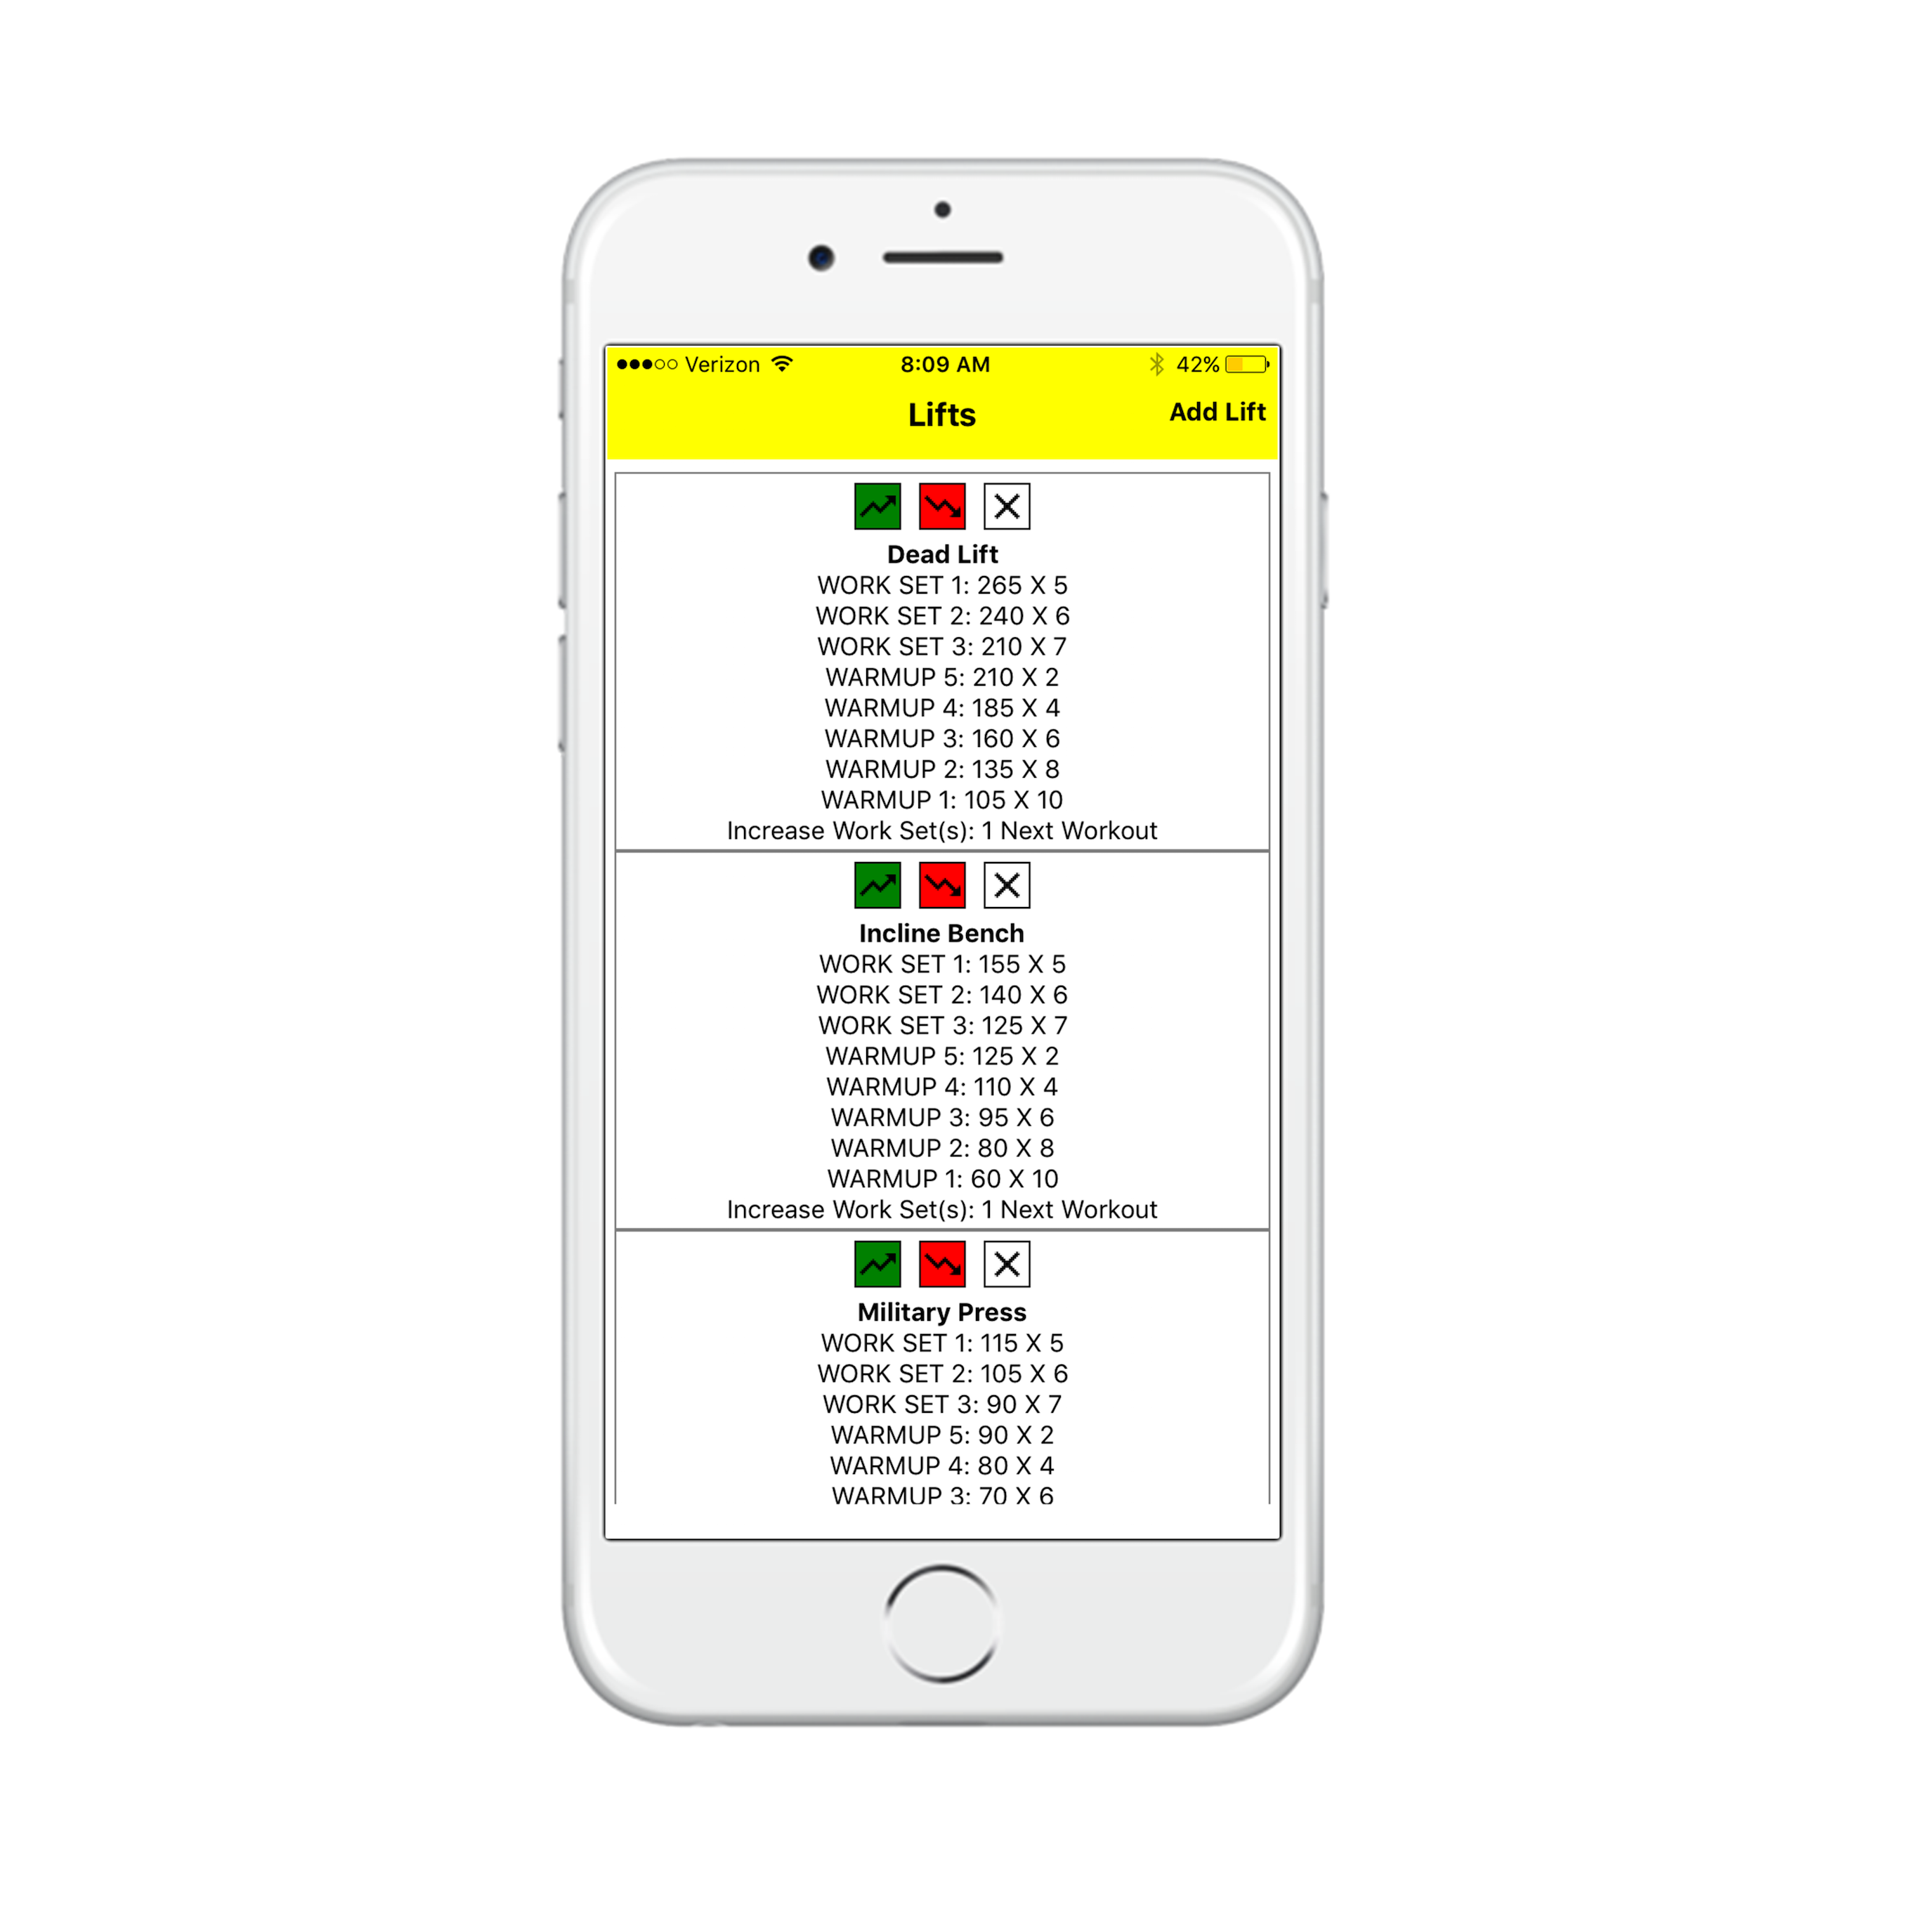 Verizon 8:09 AM 42%
Lifts Add Lift
Dead Lift
WORK SET 1: 265 X 5
WORK SET 2: 240 X 6
WORK SET 3: 210 X 7
WARMUP 5: 210 X 2
WARMUP 4: 185 X 4
WARMUP 3: 160 X 6
WARMUP 2: 135 X 8
WARMUP 1: 105 X 10
Increase Work Set(s): 1 Next Workout
Incline Bench
WORK SET 1: 155 X 5
WORK SET 2: 140 X 6
WORK SET 3: 125 X 7
WARMUP 5: 125 X 2
WARMUP 4: 110 X 4
WARMUP 3: 95 X 6
WARMUP 2: 80 X 8
WARMUP 1: 60 X 10
Increase Work Set(s): 1 Next Workout
Military Press
WORK SET 1: 115 X 5
WORK SET 2: 105 X 6
WORK SET 3: 90 X 7
WARMUP 5: 90 X 2
WARMUP 4: 80 X 4
WARMUP 3: 70 X 6